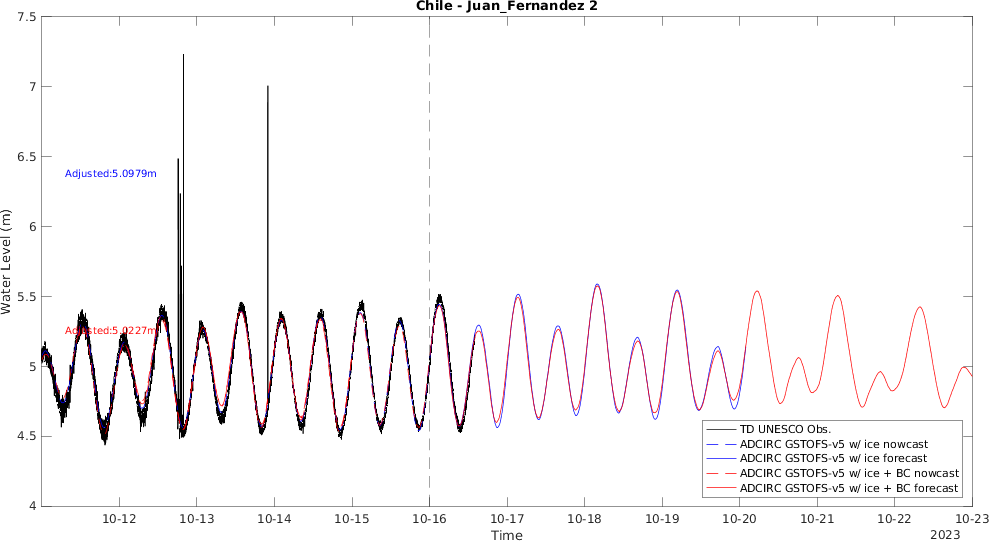 Chile - Juan_Fernandez 2
7.5
7
6.5
6
5.5
5
4.5
4
Water Level (m)
Adjusted:5.0979m
Adjusted:5.0227m
TD UNESCO Obs.
ADCIRC GSTOFS-v5 w/ ice nowcast
ADCIRC GSTOFS-v5 w/ ice forecast
ADCIRC GSTOFS-v5 w/ ice + BC nowcast
ADCIRC GSTOFS-v5 w/ ice + BC forecast
10-12 10-13 10-14 10-15 10-16 10-17 10-18 10-19 10-20 10-21 10-22 10-23
Time
2023